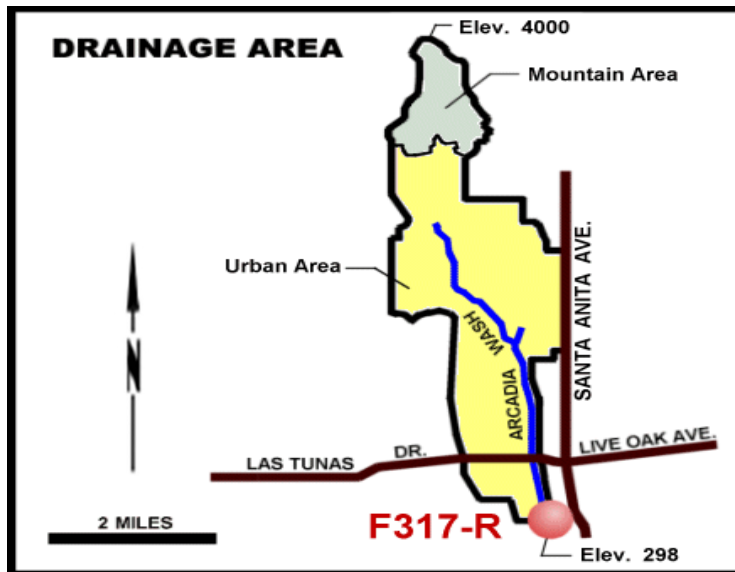 Elev. 4000
DRAINAGE AREA
Mountain Area
SANTA ANITA AVE.
Urban Area
WASH
ARCADIA
N
LAS TUNAS DR. LIVE OAK AVE.
2 MILES
F317-R
Elev. 298